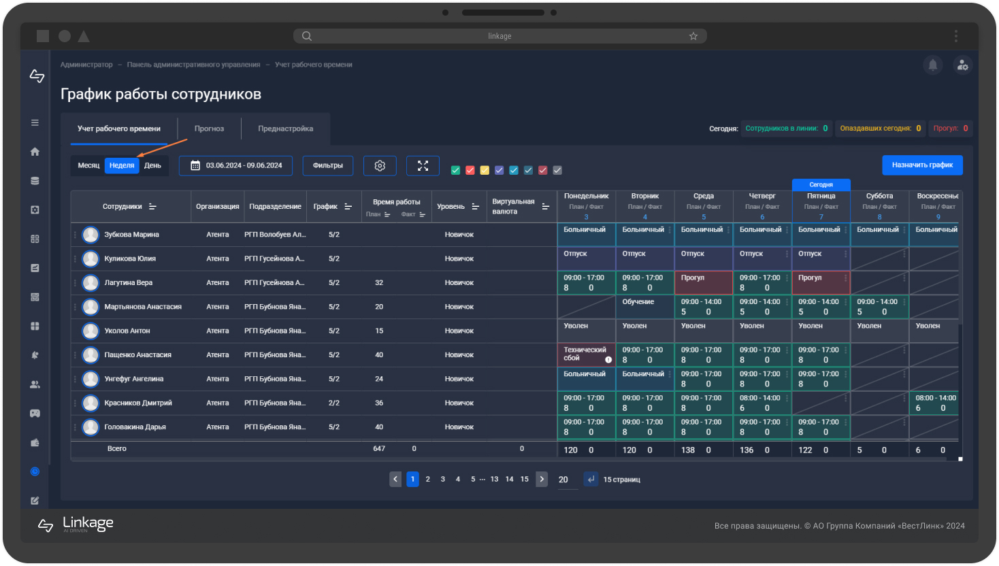 linkage
Администратор – Панель административного управления – Учет рабочего времени
График работы сотрудников
Учет рабочего времени Прогноз Преднастройка
Сегодня: Сотрудников в линии: 0 Опаздавших сегодня: 0 Прогул: 0
Месяц Неделя День 03.06.2024 - 09.06.2024 Фильтры Назначить график
Сегодня
Сотрудники Организация Подразделение График Время работы План Факт Уровень Виртуальная валюта
Понедельник Вторник Среда Четверг Пятница Суббота Воскресенье
План / Факт План / Факт План / Факт План / Факт План / Факт План / Факт План / Факт
3 4 5 6 7 8 9
Зубкова Марина Атента РГП Волобуев Ал... 5/2 Новичок Больничный Больничный Больничный Больничный Больничный Больничный Больничный
Куликова Юлия Атента РГП Гусейнова А... 5/2 Новичок Отпуск Отпуск Отпуск Отпуск Отпуск
Лагутина Вера Атента РГП Гусейнова А... 5/2 32 Новичок 09:00 - 17:00 8 0 09:00 - 17:00 8 0 Прогул 09:00 - 17:00 8 0 Прогул
Мартьянова Анастасия Атента РГП Бубнова Яна... 5/2 20 Новичок Обучение 09:00 - 14:00 5 0 09:00 - 14:00 5 0 09:00 - 14:00 5 0 09:00 - 14:00 5 0
Уколов Антон Атента РГП Бубнова Яна... 5/2 15 Новичок Уволен Уволен Уволен Уволен Уволен Уволен Уволен
Пащенко Анастасия Атента РГП Бубнова Яна... 5/2 40 Новичок Технический сбой 09:00 - 17:00 8 0 09:00 - 17:00 8 0 09:00 - 17:00 8 0 09:00 - 17:00 8 0
Унгефуг Ангелина Атента РГП Бубнова Яна... 5/2 24 Новичок Больничный Больничный 09:00 - 17:00 8 0 09:00 - 17:00 8 0 09:00 - 17:00 8 0
Красников Дмитрий Атента РГП Бубнова Яна... 2/2 36 Новичок 09:00 - 17:00 8 0 09:00 - 17:00 8 0 09:00 - 17:00 8 0 08:00 - 14:00 6 0 08:00 - 14:00 6 0
Головакина Дарья Атента РГП Бубнова Яна... 5/2 40 Новичок 09:00 - 17:00 8 0 09:00 - 17:00 8 0 09:00 - 17:00 8 0 09:00 - 17:00 8 0 09:00 - 17:00 8 0
Всего 647 0 0 120 0 120 0 138 0 136 0 122 0 5 0 6 0
1 2 3 4 5 ... 13 14 15 20 15 страниц
Linkage
AI DRIVEN
Все права защищены. © АО Группа Компаний «ВестЛинк» 2024